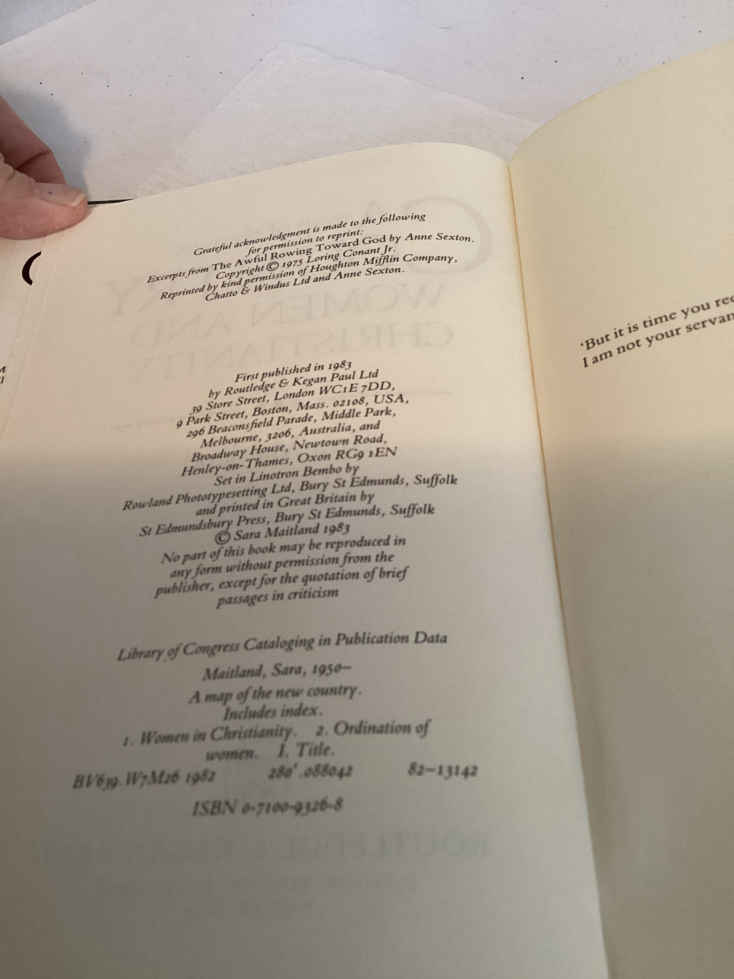 Grateful acknowledgment is made to the following
for permission to reprint:
Excerpts from The Awful Rowing Toward God by Anne Sexton.
Copyright © 1975 Loring Conant Jr.
Reprinted by kind permission of Houghton Mifflin Company,
Chatto & Windus Ltd and Anne Sexton.
First published in 1983
by Routledge & Kegan Paul Ltd
39 Store Street, London WC1E 7DD,
9 Park Street, Boston, Mass. 02108, USA,
296 Beaconsfield Parade, Middle Park,
Melbourne, 3206, Australia, and
Broadway House, Newtown Road,
Henley-on-Thames, Oxon RG9 1EN
Set in Linotron Bembo by
Rowland Phototypesetting Ltd, Bury St Edmunds, Suffolk
and printed in Great Britain by
St Edmundsbury Press, Bury St Edmunds, Suffolk
© Sara Maitland 1983
No part of this book may be reproduced in
any form without permission from the
publisher, except for the quotation of brief
passages in criticism
Library of Congress Cataloging in Publication Data
Maitland, Sara, 1950–
A map of the new country.
Includes index.
1. Women in Christianity. 2. Ordination of
women. I. Title.
BV639.W7M26 1982 280'.088042 82–13142
ISBN 0-7100-9326-8
'But it is time you
I am not your